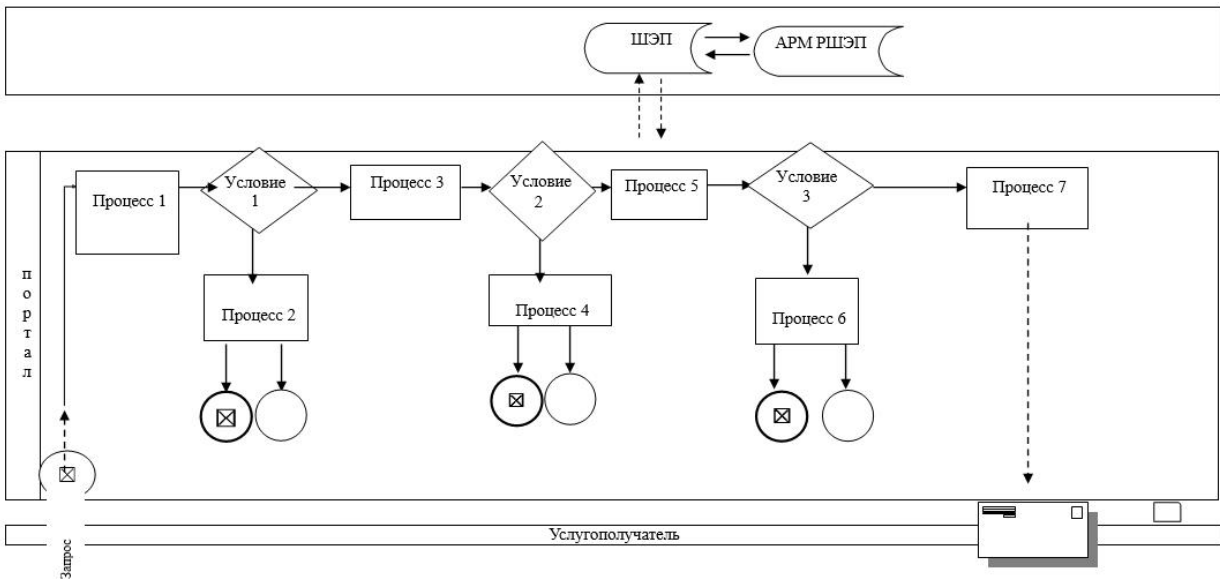 ШЭП
АРМ РШЭП
Процесс 1
Условие
1
Процесс 3
Условие
2
Процесс 5
Условие
3
Процесс 7
портал
Процесс 2
Процесс 4
Процесс 6
Запрос
Услугополучатель